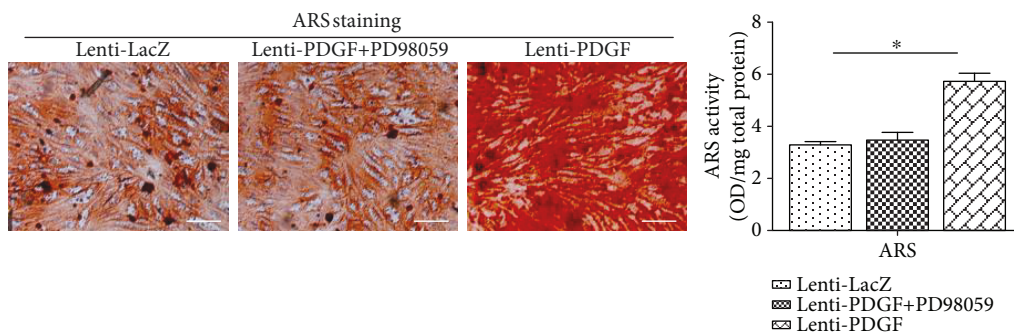 ARS staining
Lenti-LacZ Lenti-PDGF+PD98059 Lenti-PDGF
ARS activity
(OD/mg total protein)
8
6
4
2
0
*
ARS
Lenti-LacZ
Lenti-PDGF+PD98059
Lenti-PDGF